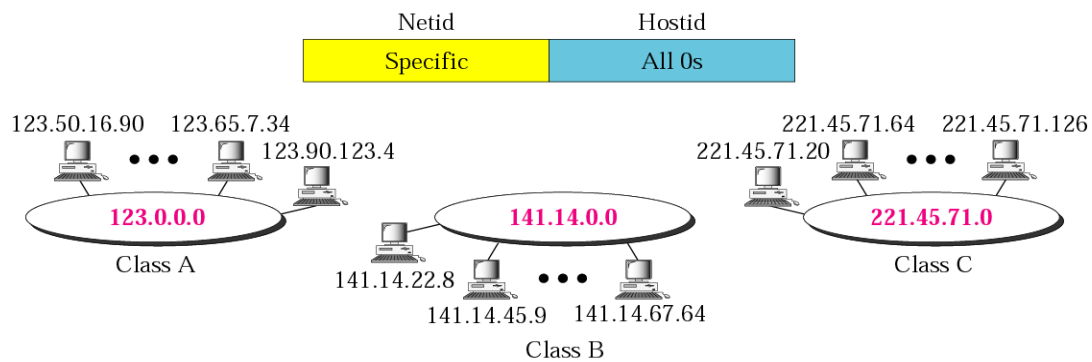 Netid Hostid
Specific All 0s
123.50.16.90 123.65.7.34 221.45.71.64 221.45.71.126
123.90.123.4 221.45.71.20
123.0.0.0 141.14.0.0 221.45.71.0
Class A Class C
141.14.22.8
141.14.45.9 141.14.67.64
Class B